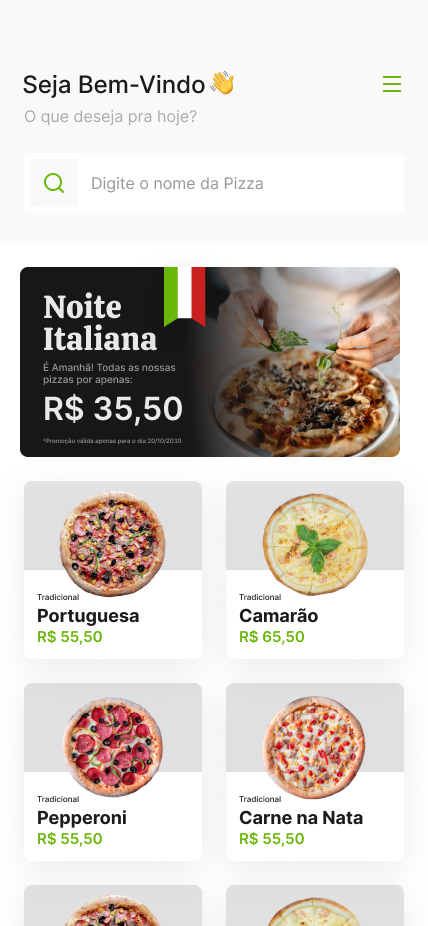 Seja Bem-Vindo👋
O que deseja pra hoje?
Digite o nome da Pizza
Noite
Italiana
É Amanhã! Todas as nossas
pizzas por apenas:
R$ 35,50
*Promoção válida apenas para o dia 20/10/2030.
Tradicional
Portuguesa
R$ 55,50
Tradicional
Camarão
R$ 65,50
Tradicional
Pepperoni
R$ 55,50
Tradicional
Carne na Nata
R$ 55,50